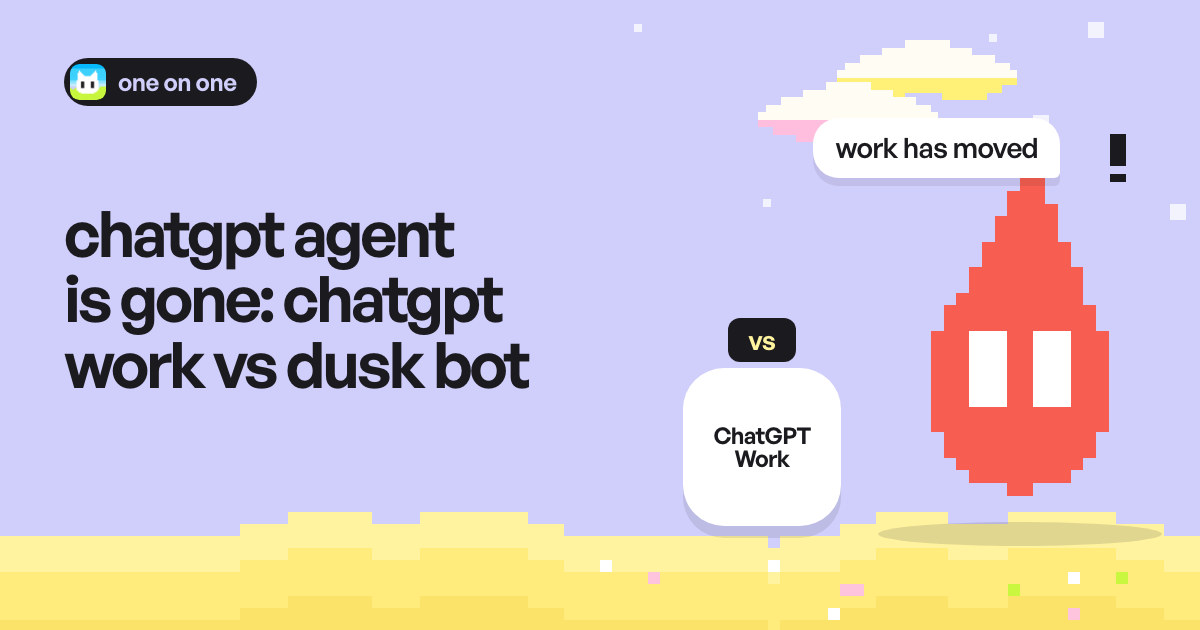 one on one
work has moved
!
chatgpt agent
is gone: chatgpt
work vs dusk bot
vs
ChatGPT
Work